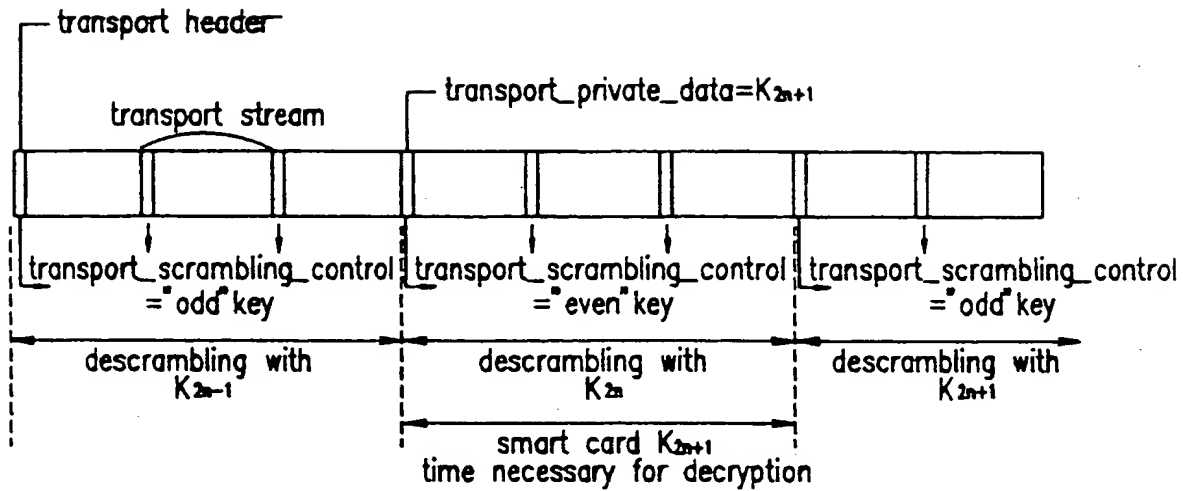 transport header
transport_private_data=K2n+1
transport stream
transport_scrambling_control
="odd"key
transport_scrambling_control
="even"key
transport_scrambling_control
="odd"key
descrambling with
K2n-1
descrambling with
K2n
descrambling with
K2n+1
smart card K2n+1
time necessary for decryption